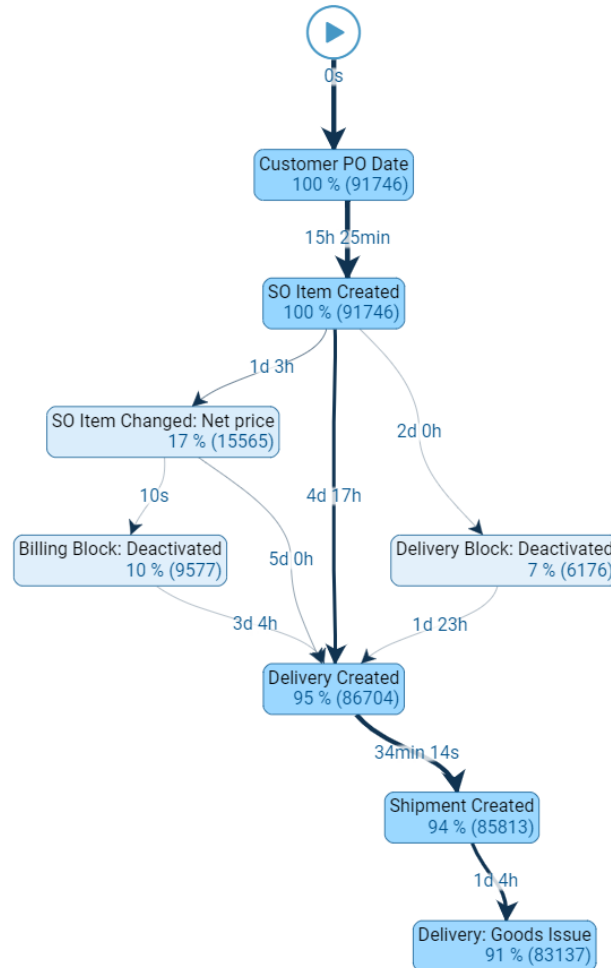 0s
Customer PO Date
100 % (91746)
15h 25min
SO Item Created
100 % (91746)
1d 3h
SO Item Changed: Net price
17 % (15565)
2d 0h
10s
4d 17h
Billing Block: Deactivated
10 % (9577)
5d 0h
Delivery Block: Deactivated
7 % (6176)
3d 4h
1d 23h
Delivery Created
95 % (86704)
34min 14s
Shipment Created
94 % (85813)
1d 4h
Delivery: Goods Issue
91 % (83137)